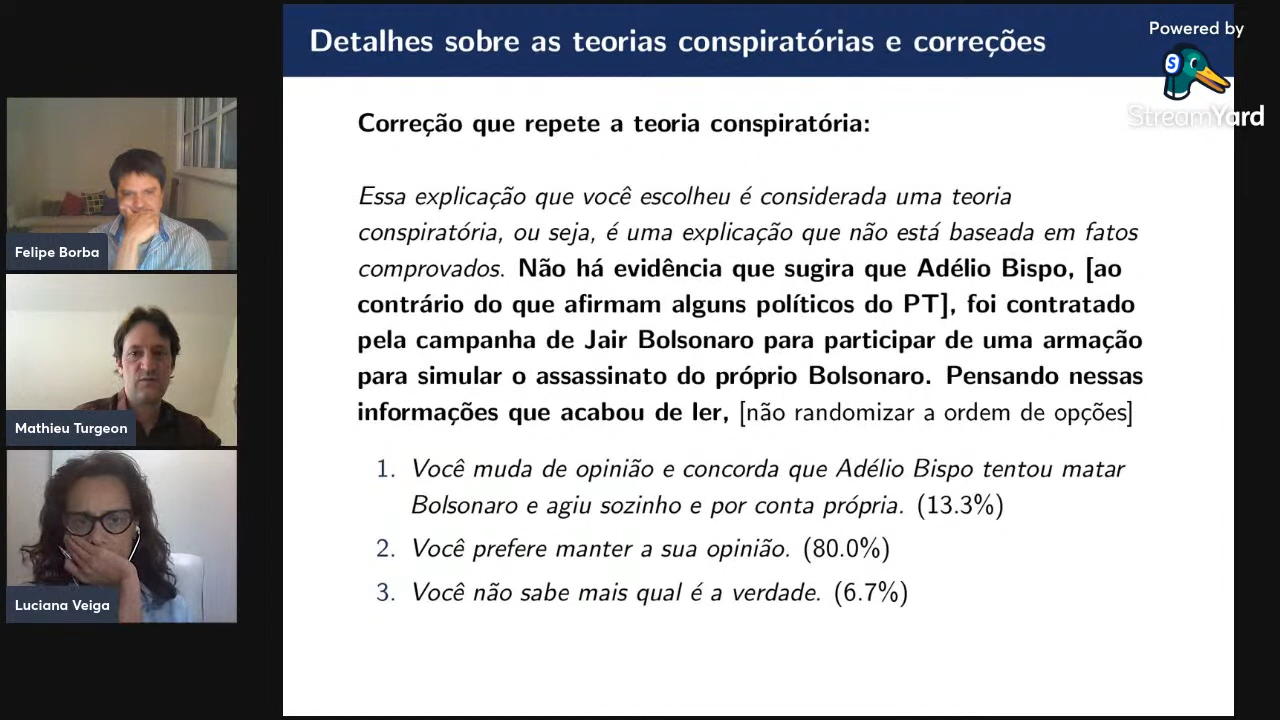 Detalhes sobre as teorias conspiratórias e correções
Powered by
StreamYard
Correção que repete a teoria conspiratória:
Essa explicação que você escolheu é considerada uma teoria
conspiratória, ou seja, é uma explicação que não está baseada em fatos
comprovados. Não há evidência que sugira que Adélio Bispo, [ao
contrário do que afirmam alguns políticos do PT], foi contratado
pela campanha de Jair Bolsonaro para participar de uma armação
para simular o assassinato do próprio Bolsonaro. Pensando nessas
informações que acabou de ler, [não randomizar a ordem de opções]
1. Você muda de opinião e concorda que Adélio Bispo tentou matar
Bolsonaro e agiu sozinho e por conta própria. (13.3%)
2. Você prefere manter a sua opinião. (80.0%)
3. Você não sabe mais qual é a verdade. (6.7%)
Felipe Borba
Mathieu Turgeon
Luciana Veiga